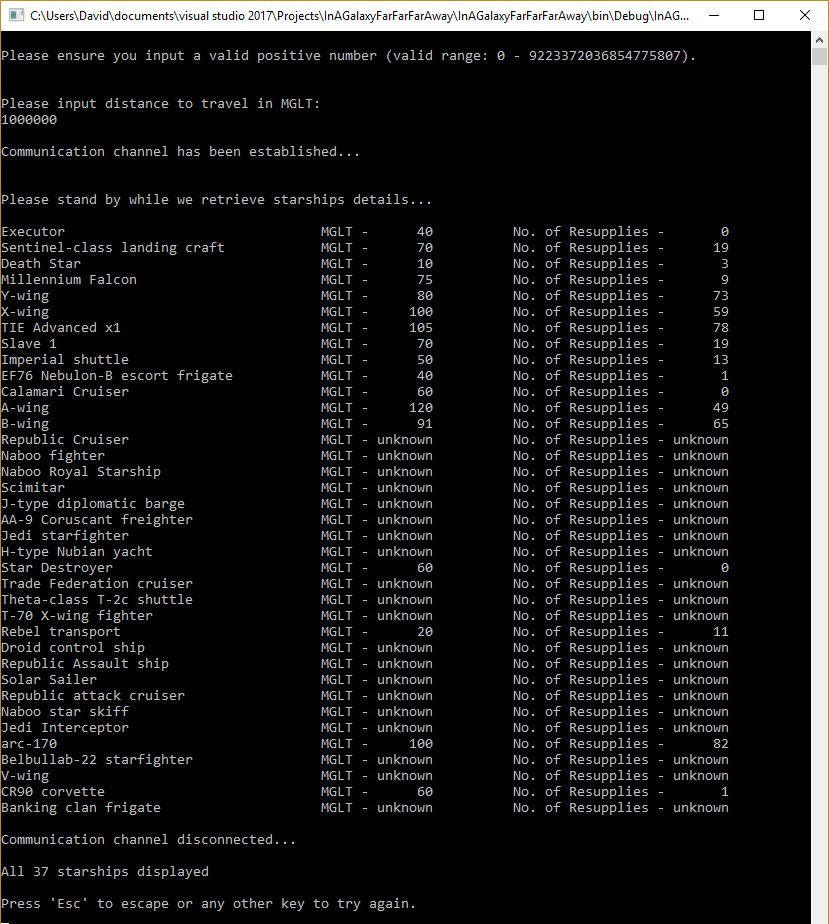 C:\Users\David\documents\visual studio 2017\Projects\InAGalaxyFarFarFarAway\InAGalaxyFarFarFarAway\bin\Debug\InAG...
Please ensure you input a valid positive number (valid range: 0 - 9223372036854775807).
Please input distance to travel in MGLT:
1000000
Communication channel has been established...
Please stand by while we retrieve starships details...
Executor MGLT - 40 No. of Resupplies - 0
Sentinel-class landing craft MGLT - 70 No. of Resupplies - 19
Death Star MGLT - 10 No. of Resupplies - 3
Millennium Falcon MGLT - 75 No. of Resupplies - 9
Y-wing MGLT - 80 No. of Resupplies - 73
X-wing MGLT - 100 No. of Resupplies - 59
TIE Advanced x1 MGLT - 105 No. of Resupplies - 78
Slave 1 MGLT - 70 No. of Resupplies - 19
Imperial shuttle MGLT - 50 No. of Resupplies - 13
EF76 Nebulon-B escort frigate MGLT - 40 No. of Resupplies - 1
Calamari Cruiser MGLT - 60 No. of Resupplies - 0
A-wing MGLT - 120 No. of Resupplies - 49
B-wing MGLT - 91 No. of Resupplies - 65
Republic Cruiser MGLT - unknown No. of Resupplies - unknown
Naboo fighter MGLT - unknown No. of Resupplies - unknown
Naboo Royal Starship MGLT - unknown No. of Resupplies - unknown
Scimitar MGLT - unknown No. of Resupplies - unknown
J-type diplomatic barge MGLT - unknown No. of Resupplies - unknown
AA-9 Coruscant freighter MGLT - unknown No. of Resupplies - unknown
Jedi starfighter MGLT - unknown No. of Resupplies - unknown
H-type Nubian yacht MGLT - unknown No. of Resupplies - unknown
Star Destroyer MGLT - 60 No. of Resupplies - 0
Trade Federation cruiser MGLT - unknown No. of Resupplies - unknown
Theta-class T-2c shuttle MGLT - unknown No. of Resupplies - unknown
T-70 X-wing fighter MGLT - unknown No. of Resupplies - unknown
Rebel transport MGLT - 20 No. of Resupplies - 11
Droid control ship MGLT - unknown No. of Resupplies - unknown
Republic Assault ship MGLT - unknown No. of Resupplies - unknown
Solar Sailer MGLT - unknown No. of Resupplies - unknown
Republic attack cruiser MGLT - unknown No. of Resupplies - unknown
Naboo star skiff MGLT - unknown No. of Resupplies - unknown
Jedi Interceptor MGLT - unknown No. of Resupplies - unknown
arc-170 MGLT - 100 No. of Resupplies - 82
Belbullab-22 starfighter MGLT - unknown No. of Resupplies - unknown
V-wing MGLT - unknown No. of Resupplies - unknown
CR90 corvette MGLT - 60 No. of Resupplies - 1
Banking clan frigate MGLT - unknown No. of Resupplies - unknown
Communication channel disconnected...
All 37 starships displayed
Press 'Esc' to escape or any other key to try again.